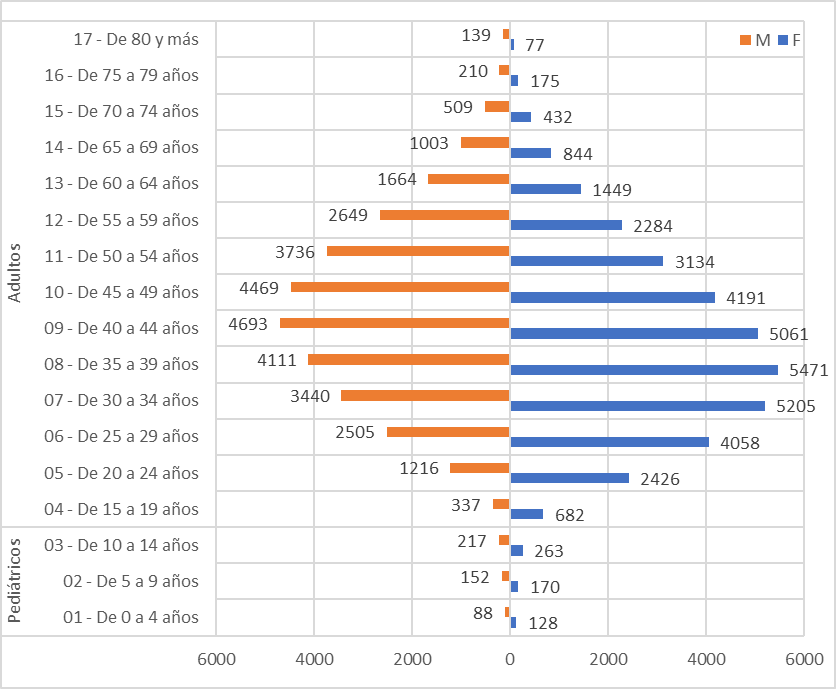 M F
Adultos
17 - De 80 y más 139 77
16 - De 75 a 79 años 210 175
15 - De 70 a 74 años 509 432
14 - De 65 a 69 años 1003 844
13 - De 60 a 64 años 1664 1449
12 - De 55 a 59 años 2649 2284
11 - De 50 a 54 años 3736 3134
10 - De 45 a 49 años 4469 4191
09 - De 40 a 44 años 4693 5061
08 - De 35 a 39 años 4111 5471
07 - De 30 a 34 años 3440 5205
06 - De 25 a 29 años 2505 4058
05 - De 20 a 24 años 1216 2426
04 - De 15 a 19 años 337 682
Pediátricos
03 - De 10 a 14 años 217 263
02 - De 5 a 9 años 152 170
01 - De 0 a 4 años 88 128
6000 4000 2000 0 2000 4000 6000